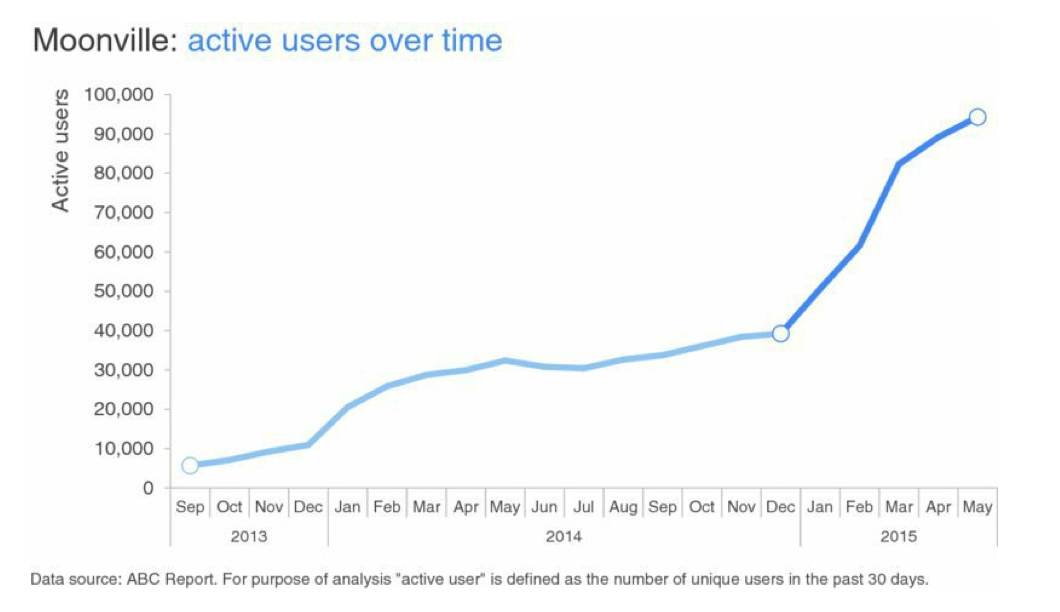 Moonville: active users over time
Active users
100,000
90,000
80,000
70,000
60,000
50,000
40,000
30,000
20,000
10,000
0
Sep Oct Nov Dec Jan Feb Mar Apr May Jun Jul Aug Sep Oct Nov Dec Jan Feb Mar Apr May
2013 2014 2015
Data source: ABC Report. For purpose of analysis "active user" is defined as the number of unique users in the past 30 days.